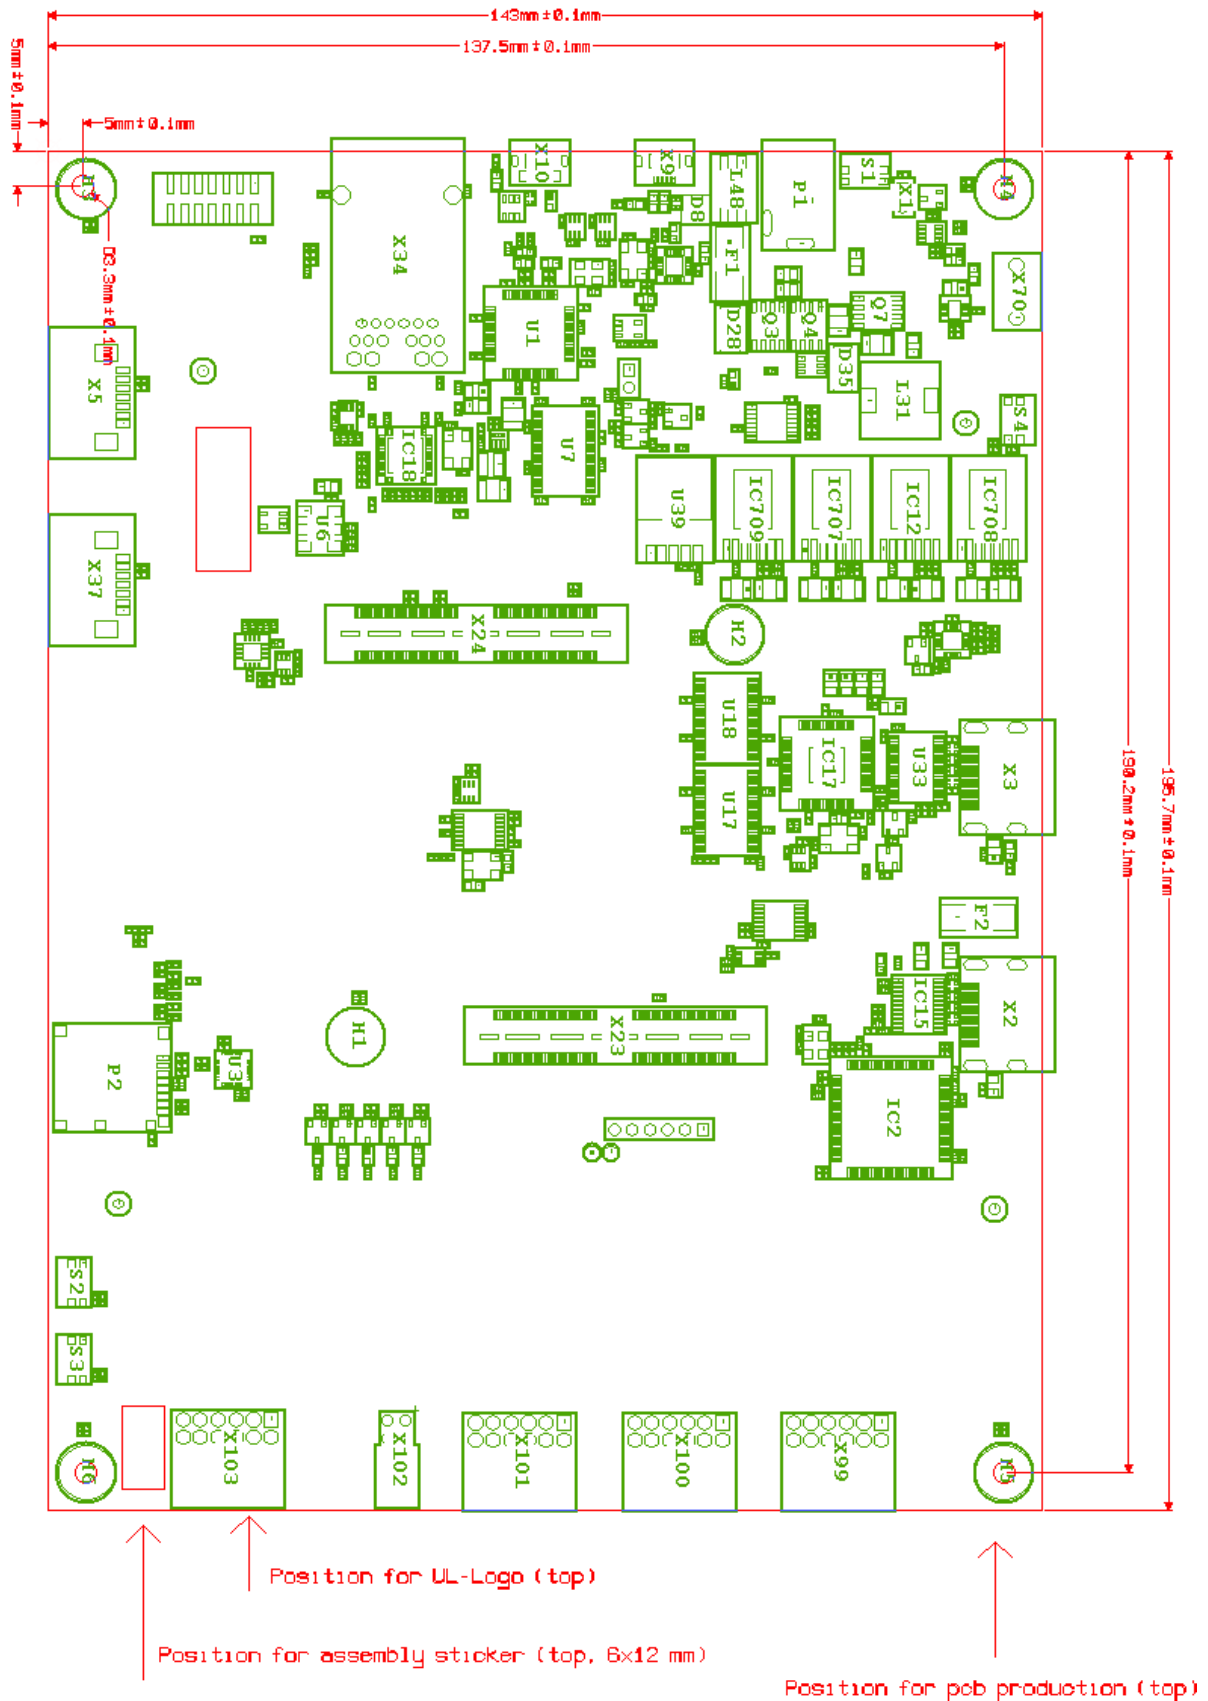 143mm±0.1mm
137.5mm±0.1mm
5mm±0.1mm
5mm±0.1mm
X10
X9
L48
P1
S1
X1
H4
D8
X34
F1
D3.3mm±0.1mm
X70
U1
D28
Q3
Q4
Q7
X5
D35
L31
S4
IC18
U7
U6
U39
IC709
IC707
IC12
IC708
X37
X24
H2
U18
IC17
U33
X3
190.2mm±0.1mm
195.7mm±0.1mm
U17
F2
IC15
X2
H1
X23
P2
U3
IC2
S2
S3
H6
X103
X102
X101
X100
X99
H5
Position for UL-Logo (top)
Position for assembly sticker (top, 6x12 mm)
Position for pcb production (top)